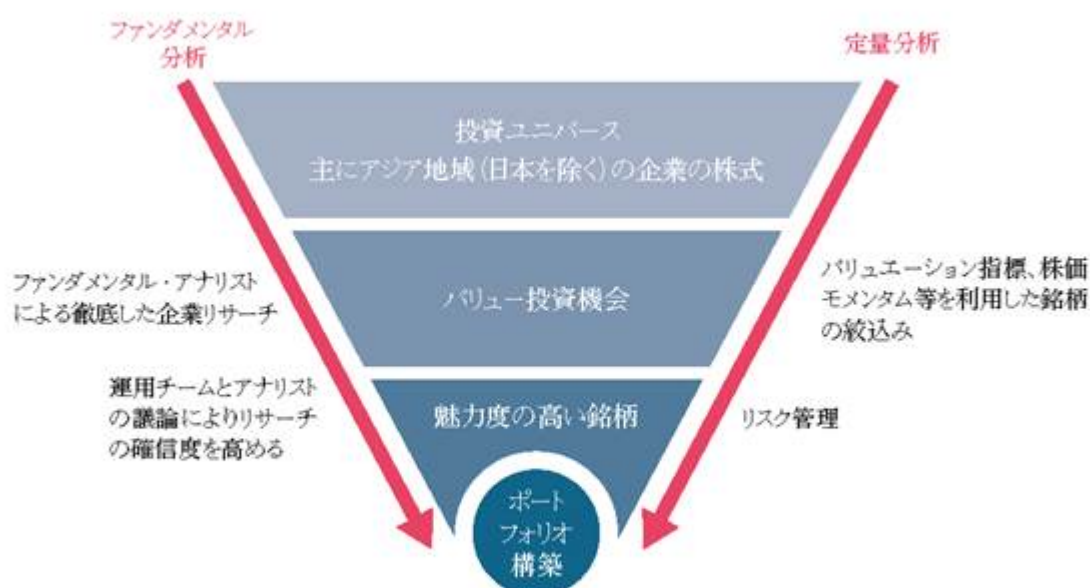 ファンダメンタル
分析
定量分析
投資ユニバース
主にアジア地域(日本を除く)の企業の株式
ファンダメンタル・アナリスト
による徹底した企業リサーチ
バリュー投資機会
バリュエーション指標、株価
モメンタム等を利用した銘柄
の絞込み
運用チームとアナリスト
の議論によりリサーチ
の確信度を高める
魅力度の高い銘柄
リスク管理
ポート
フォリオ
構築